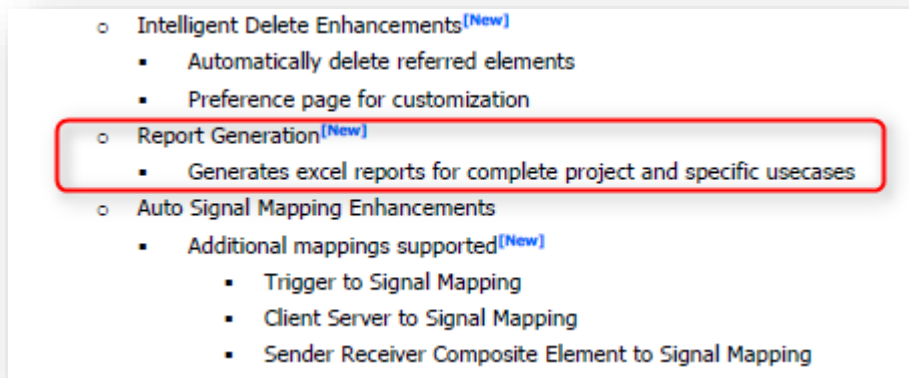 o Intelligent Delete Enhancements[New]
▪ Automatically delete referred elements
▪ Preference page for customization
o Report Generation[New]
▪ Generates excel reports for complete project and specific usecases
o Auto Signal Mapping Enhancements
▪ Additional mappings supported[New]
▪ Trigger to Signal Mapping
▪ Client Server to Signal Mapping
▪ Sender Receiver Composite Element to Signal Mapping